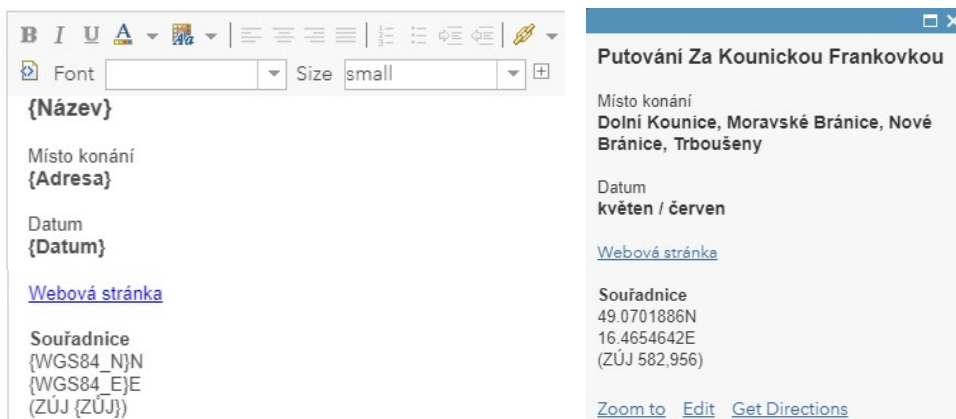 B I U A
Font Size small
{Název}
Místo konání
{Adresa}
Datum
{Datum}
Webová stránka
Souřadnice
{WGS84_N}N
{WGS84_E}E
(ZÚJ {ZÚJ})
Putování Za Kounickou Frankovkou
Místo konání
Dolní Kounice, Moravské Bránice, Nové
Bránice, Trboušeny
Datum
květen / červen
Webová stránka
Souřadnice
49.0701886N
16.4654642E
(ZÚJ 582,956)
Zoom to Edit Get Directions